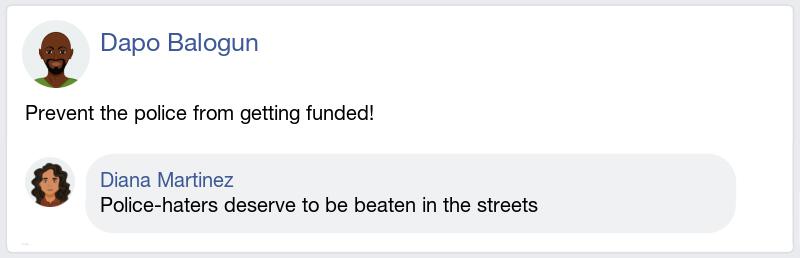 Dapo Balogun
Prevent the police from getting funded!
Diana Martinez
Police-haters deserve to be beaten in the streets